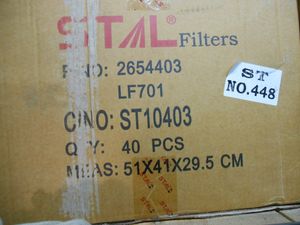 STAL Filters
P/NO: 2654403
LF701
C/NO: ST10403
Q'TY: 40 PCS
MEAS: 51X41X29.5 CM
ST
NO.448